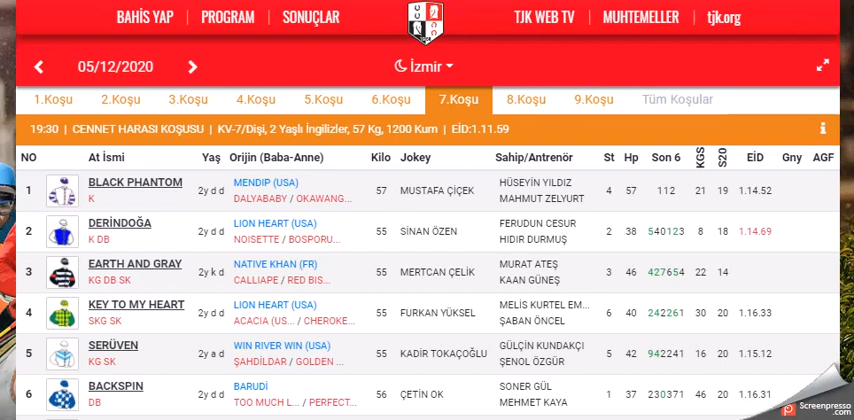 BAHİS YAP | PROGRAM | SONUÇLAR TJK WEB TV | MUHTEMELLER | tjk.org
05/12/2020 İzmir
1.Koşu 2.Koşu 3.Koşu 4.Koşu 5.Koşu 6.Koşu 7.Koşu 8.Koşu 9.Koşu Tüm Koşular
19:30 | CENNET HARASI KOŞUSU | KV-7/Dişi, 2 Yaşlı İngilizler, 57 Kg, 1200 Kum | EİD:1.11.59
NO At İsmi Yaş Orijin (Baba-Anne) Kilo Jokey Sahip/Antrenör St Hp Son 6 KGS S20 EİD Gny AGF
1 BLACK PHANTOM 2y d d MENDIP (USA) 57 MUSTAFA ÇİÇEK HÜSEYİN YILDIZ 4 57 112 21 19 1.14.52
K DALYABABY / OKAWANG... MAHMUT ZELYURT
2 DERİNDOĞA 2y d d LION HEART (USA) 55 SİNAN ÖZEN FERUDUN CESUR 2 38 540123 8 18 1.14.69
K DB NOISETTE / BOSPORU... HIDIR DURMUŞ
3 EARTH AND GRAY 2y k d NATIVE KHAN (FR) 55 MERTCAN ÇELİK MURAT ATEŞ 3 46 427654 22 14
KG DB SK CALLIAPE / RED BIS... KAAN GÜNEŞ
4 KEY TO MY HEART 2y d d LION HEART (USA) 55 FURKAN YÜKSEL MELİS KURTEL EM... 6 40 242261 30 20 1.16.33
SKG SK ACACIA (US... / CHEROKE... ŞABAN ÖNCEL
5 SERÜVEN 2y a d WIN RIVER WIN (USA) 55 KADİR TOKAÇOĞLU GÜLÇİN KUNDAKÇI 5 42 942241 16 20 1.15.12
KG SK ŞAHDİLDAR / GOLDEN ... ŞENOL ÖZGÜR
6 BACKSPIN 2y d d BARUDİ 56 ÇETİN OK SONER GÜL 1 37 230371 46 20 1.16.31
DB TOO MUCH L... / PERFECT... MEHMET KAYA
Screenpresso
.com